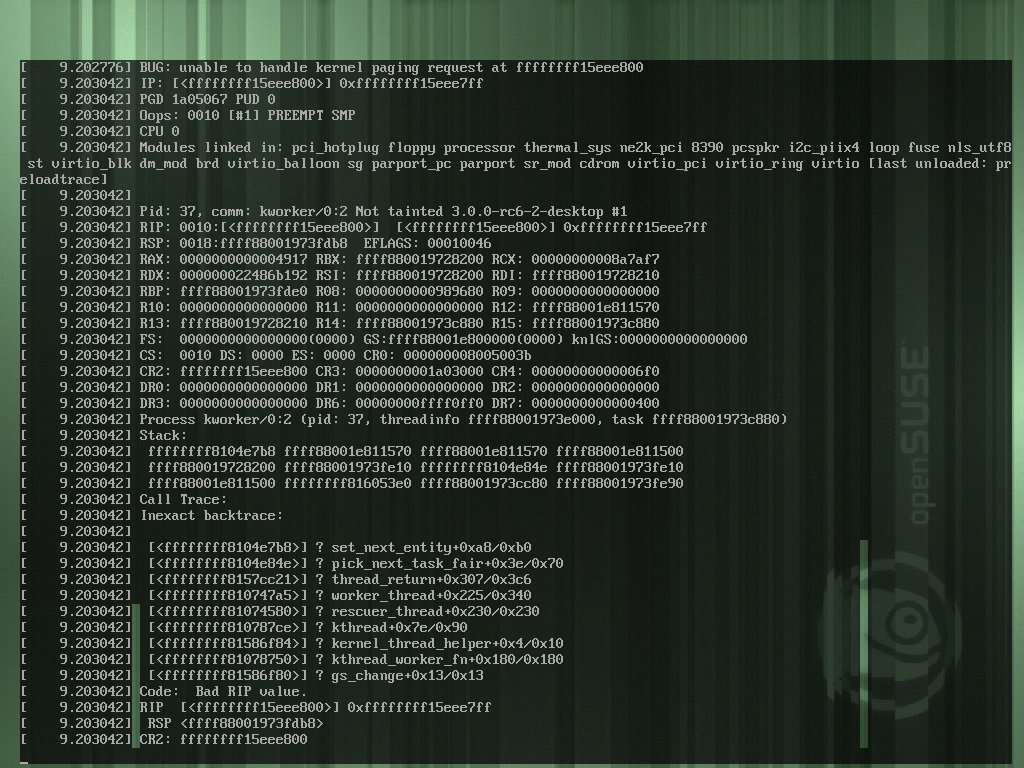 [    9.202776] BUG: unable to handle kernel paging request at ffffffff15eee800
[    9.203042] IP: [<ffffffff15eee800>] 0xffffffff15eee7ff
[    9.203042] PGD 1a05067 PUD 0
[    9.203042] Oops: 0010 [#1] PREEMPT SMP
[    9.203042] CPU 0
[    9.203042] Modules linked in: pci_hotplug floppy processor thermal_sys ne2k_pci 8390 pcspkr i2c_piix4 loop fuse nls_utf8
st virtio_blk dm_mod brd virtio_balloon sg parport_pc parport sr_mod cdrom virtio_pci virtio_ring virtio [last unloaded: pr
eloadtrace]
[    9.203042]
[    9.203042] Pid: 37, comm: kworker/0:2 Not tainted 3.0.0-rc6-2-desktop #1
[    9.203042] RIP: 0010:[<ffffffff15eee800>]  [<ffffffff15eee800>] 0xffffffff15eee7ff
[    9.203042] RSP: 0018:ffff88001973fdb8  EFLAGS: 00010046
[    9.203042] RAX: 0000000000004917 RBX: ffff880019728200 RCX: 00000000008a7af7
[    9.203042] RDX: 000000022486b192 RSI: ffff880019728200 RDI: ffff880019728210
[    9.203042] RBP: ffff88001973fde0 R08: 0000000000989680 R09: 0000000000000000
[    9.203042] R10: 0000000000000000 R11: 0000000000000000 R12: ffff88001e811570
[    9.203042] R13: ffff880019728210 R14: ffff88001973c880 R15: ffff88001973c880
[    9.203042] FS:  0000000000000000(0000) GS:ffff88001e800000(0000) knlGS:0000000000000000
[    9.203042] CS:  0010 DS: 0000 ES: 0000 CR0: 000000008005003b
[    9.203042] CR2: ffffffff15eee800 CR3: 0000000001a03000 CR4: 00000000000006f0
[    9.203042] DR0: 0000000000000000 DR1: 0000000000000000 DR2: 0000000000000000
[    9.203042] DR3: 0000000000000000 DR6: 00000000ffff0ff0 DR7: 0000000000000400
[    9.203042] Process kworker/0:2 (pid: 37, threadinfo ffff88001973e000, task ffff88001973c880)
[    9.203042] Stack:
[    9.203042]  ffffffff8104e7b8 ffff88001e811570 ffff88001e811570 ffff88001e811500
[    9.203042]  ffff880019728200 ffff88001973fe10 ffffffff8104e84e ffff88001973fe10
[    9.203042]  ffff88001e811500 ffffffff816053e0 ffff88001973cc80 ffff88001973fe90
[    9.203042] Call Trace:
[    9.203042] Inexact backtrace:
[    9.203042]
[    9.203042]  [<ffffffff8104e7b8>] ? set_next_entity+0xa8/0xb0
[    9.203042]  [<ffffffff8104e84e>] ? pick_next_task_fair+0x3e/0x70
[    9.203042]  [<ffffffff8157cc21>] ? thread_return+0x307/0x3c6
[    9.203042]  [<ffffffff810747a5>] ? worker_thread+0x225/0x340
[    9.203042]  [<ffffffff81074580>] ? rescuer_thread+0x230/0x230
[    9.203042]  [<ffffffff810787ce>] ? kthread+0x7e/0x90
[    9.203042]  [<ffffffff81586f84>] ? kernel_thread_helper+0x4/0x10
[    9.203042]  [<ffffffff81078750>] ? kthread_worker_fn+0x180/0x180
[    9.203042]  [<ffffffff81586f80>] ? gs_change+0x13/0x13
[    9.203042] Code:  Bad RIP value.
[    9.203042] RIP  [<ffffffff15eee800>] 0xffffffff15eee7ff
[    9.203042]  RSP <ffff88001973fdb8>
[    9.203042] CR2: ffffffff15eee800
openSUSE